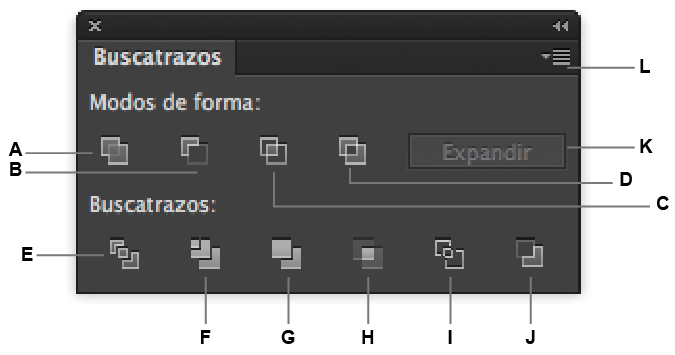 Buscatrazos
L
Modos de forma:
A
B
Expandir
K
D
C
Buscatrazos:
E
F
G
H
I
J